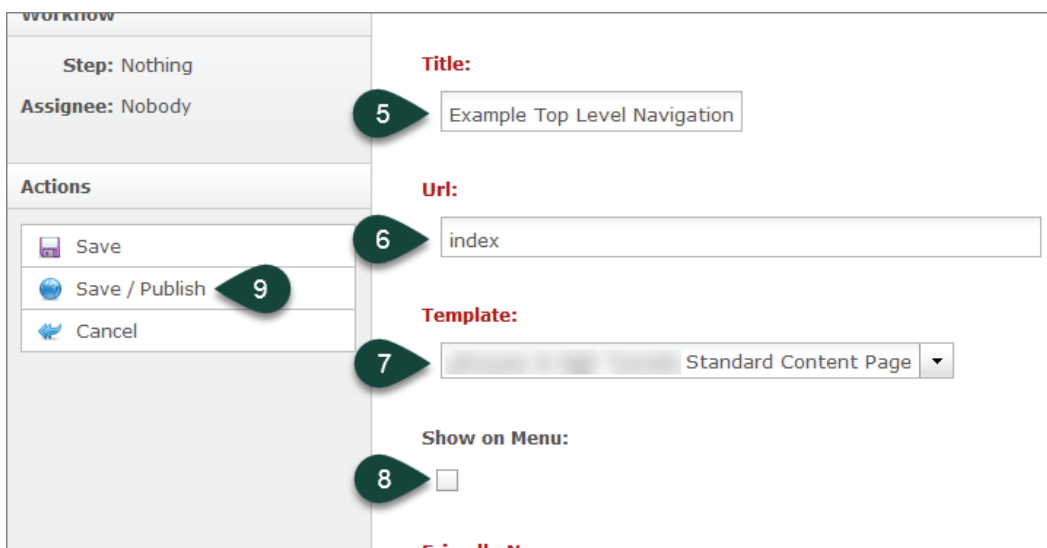 Workflow
Step: Nothing
Assignee: Nobody
Actions
Save
Save / Publish
9
Cancel
Title:
5
Example Top Level Navigation
Url:
6
index
Template:
7
Standard Content Page
Show on Menu:
8